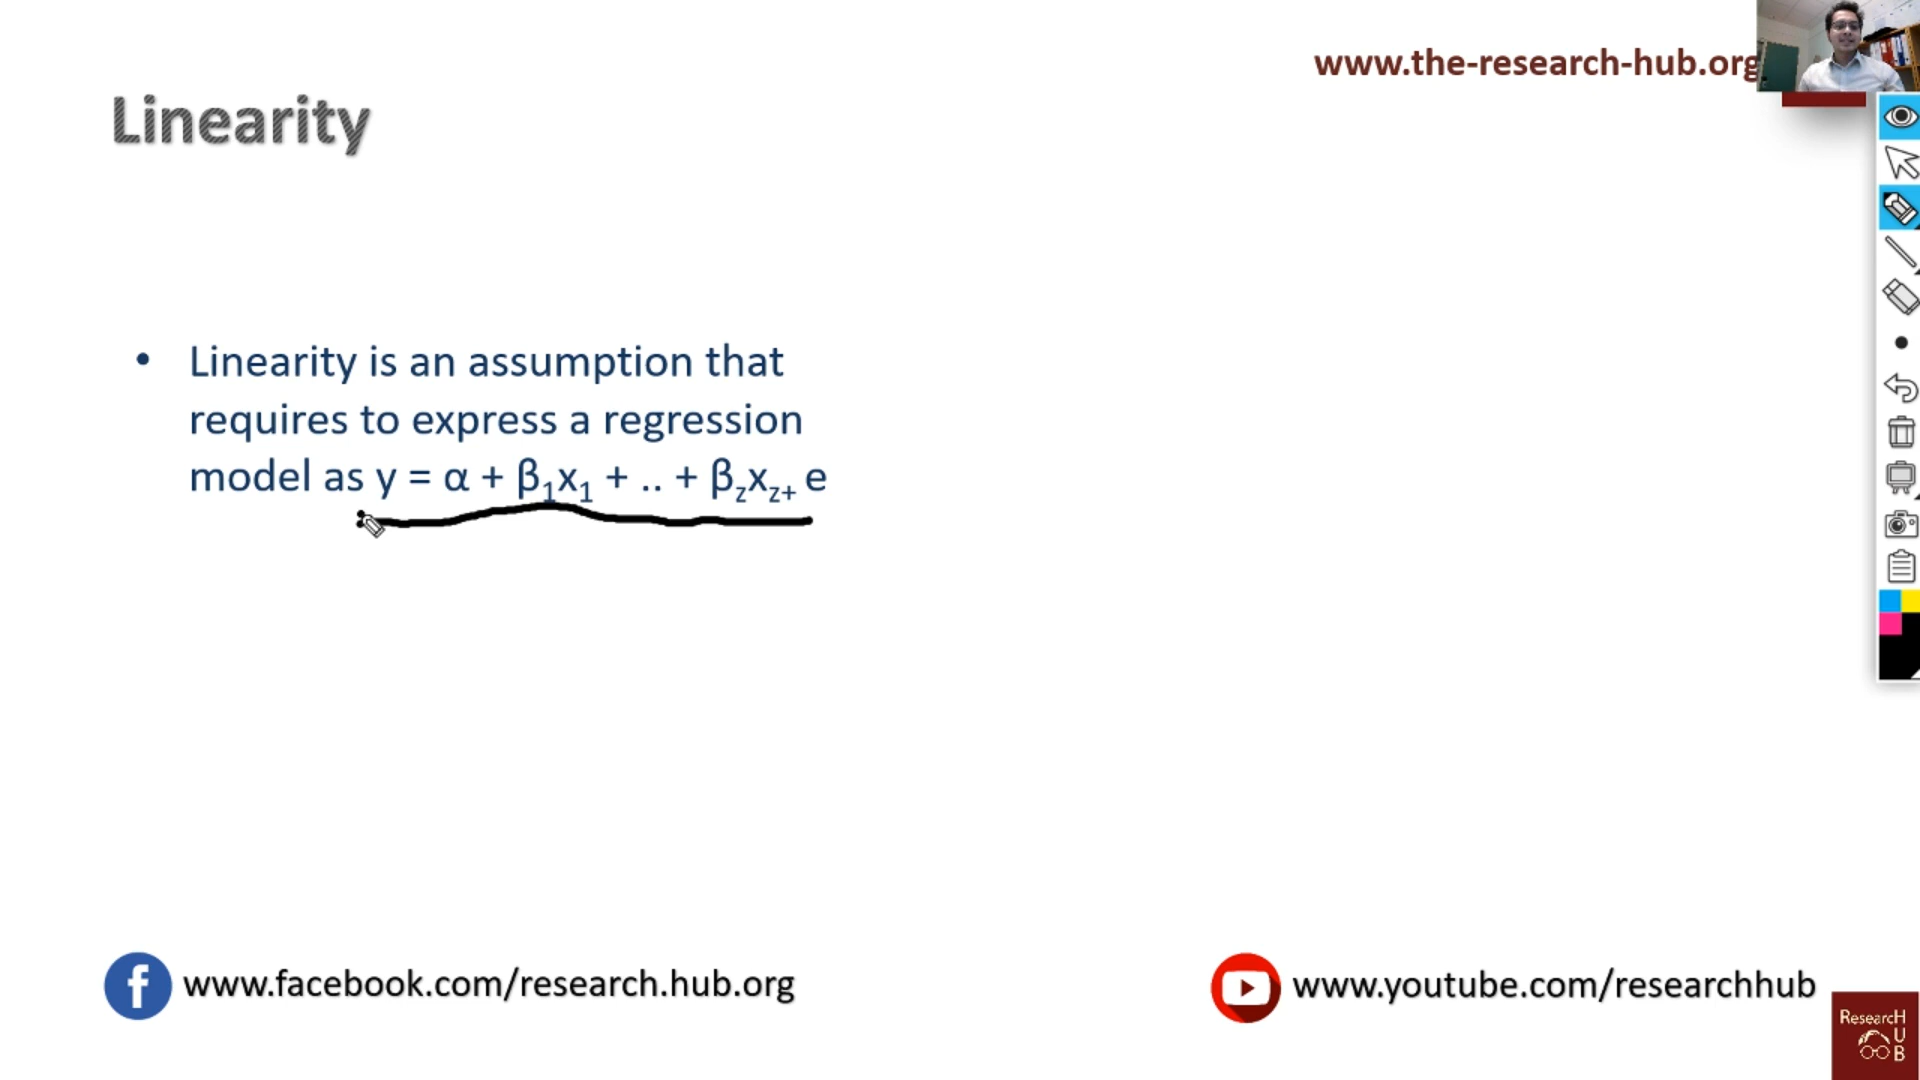 www.the-research-hub.org
Linearity
• Linearity is an assumption that
requires to express a regression
model as y = α + β₁x₁ + .. + β_zx_z+ e
www.facebook.com/research.hub.org
www.youtube.com/researchhub
ResearcH
U
B